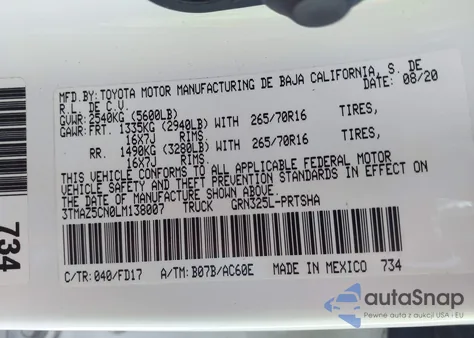 MFD.BY: TOYOTA MOTOR MANUFACTURING DE BAJA CALIFORNIA, S. DE
R.L. DE C.V. DATE: 08/20
GVWR: 2540KG (5600LB)
GAWR: FRT. 1335KG (2940LB) WITH 265/70R16 TIRES,
16X7J RIMS.
RR. 1490KG (3280LB) WITH 265/70R16 TIRES,
16X7J RIMS.
THIS VEHICLE CONFORMS TO ALL APPLICABLE FEDERAL MOTOR
VEHICLE SAFETY AND THEFT PREVENTION STANDARDS IN EFFECT ON
THE DATE OF MANUFACTURE SHOWN ABOVE.
3TMAZ5CN0LM138007 TRUCK GRN325L-PRTSHA
C/TR: 040/FD17 A/TM: B07B/AC60E MADE IN MEXICO 734
734
autoSnap
Pewne auta z aukcji USA i EU